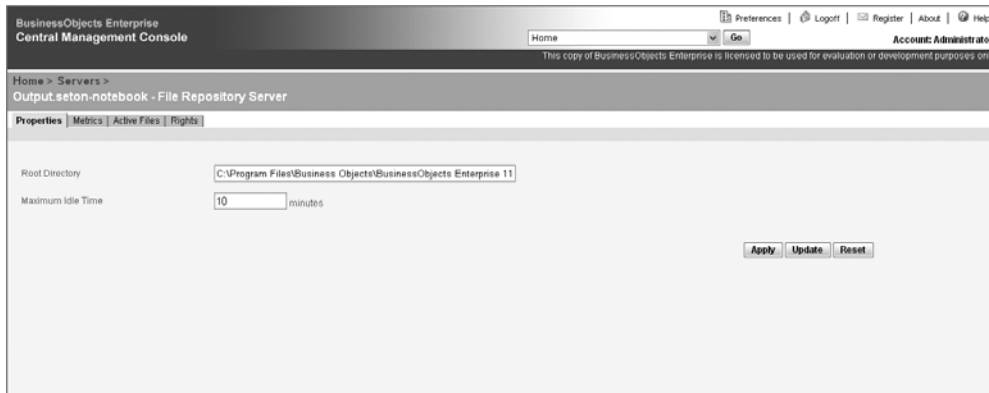 BusinessObjects Enterprise
Central Management Console
Preferences | Logoff | Register | About | Help
Home Go
Account: Administrato
This copy of BusinessObjects Enterprise is licensed to be used for evaluation or development purposes onl
Home > Servers >
Output.seton-notebook - File Repository Server
Properties | Metrics | Active Files | Rights |
Root Directory C:\Program Files\Business Objects\BusinessObjects Enterprise 11
Maximum Idle Time 10 minutes
Apply Update Reset